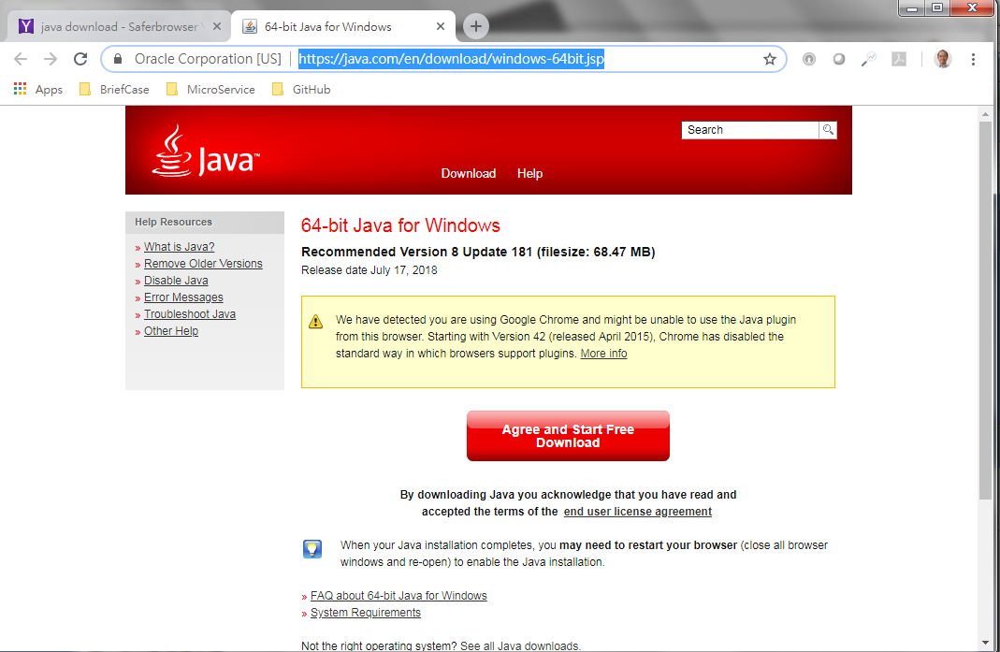 java download - Saferbrowser
64-bit Java for Windows
Oracle Corporation [US]
https://java.com/en/download/windows-64bit.jsp
Apps
BriefCase
MicroService
GitHub
Java™
Search
Download
Help
Help Resources
» What is Java?
» Remove Older Versions
» Disable Java
» Error Messages
» Troubleshoot Java
» Other Help
64-bit Java for Windows
Recommended Version 8 Update 181 (filesize: 68.47 MB)
Release date July 17, 2018
We have detected you are using Google Chrome and might be unable to use the Java plugin
from this browser. Starting with Version 42 (released April 2015), Chrome has disabled the
standard way in which browsers support plugins. More info
Agree and Start Free
Download
By downloading Java you acknowledge that you have read and
accepted the terms of the end user license agreement
When your Java installation completes, you may need to restart your browser (close all browser
windows and re-open) to enable the Java installation.
» FAQ about 64-bit Java for Windows
» System Requirements
Not the right operating system? See all Java downloads.